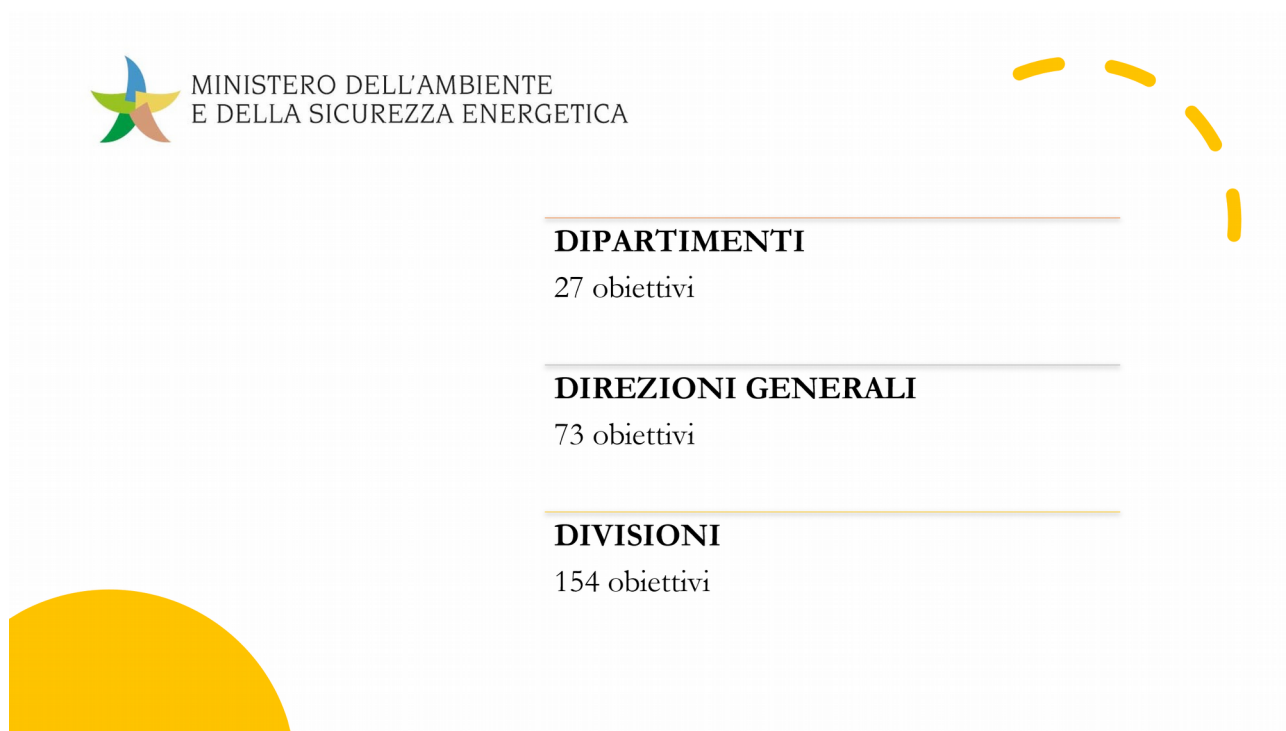 MINISTERO DELL'AMBIENTE
E DELLA SICUREZZA ENERGETICA
DIPARTIMENTI
27 obiettivi
DIREZIONI GENERALI
73 obiettivi
DIVISIONI
154 obiettivi